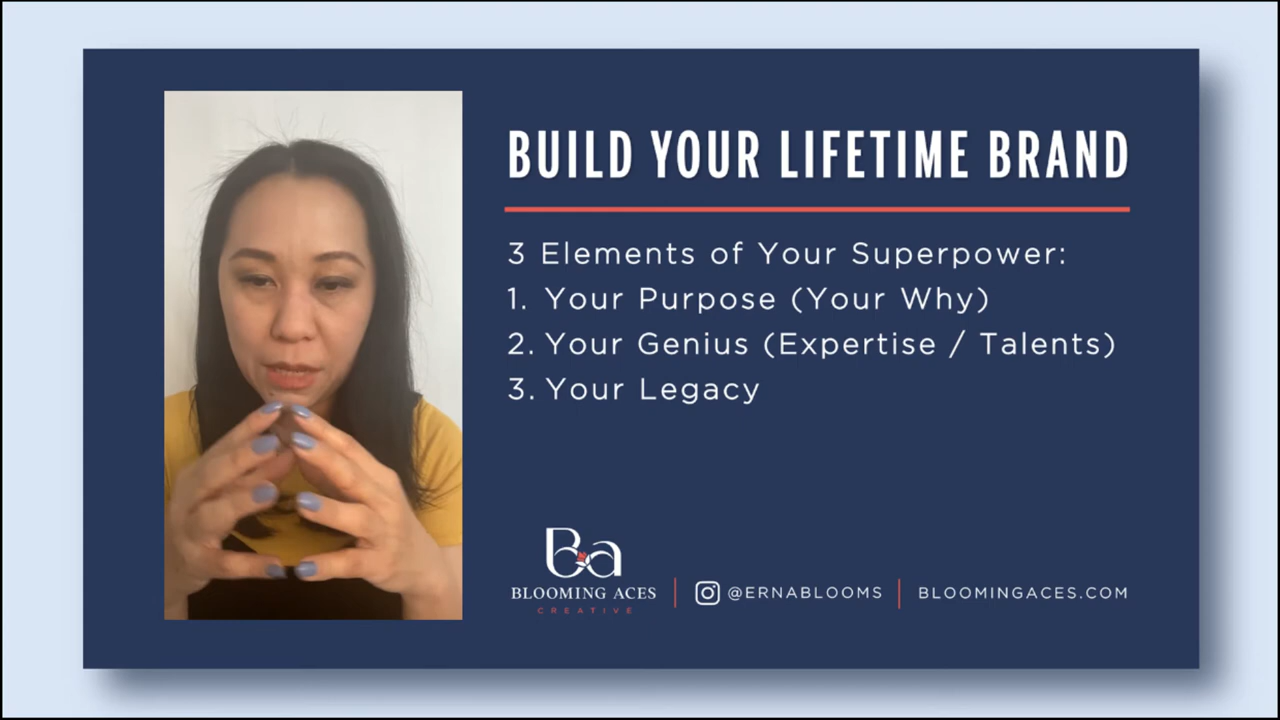 BUILD YOUR LIFETIME BRAND
3 Elements of Your Superpower:
1. Your Purpose (Your Why)
2. Your Genius (Expertise / Talents)
3. Your Legacy
Ba
BLOOMING ACES
CREATIVE
@ERNABLOOMS
BLOOMINGACES.COM